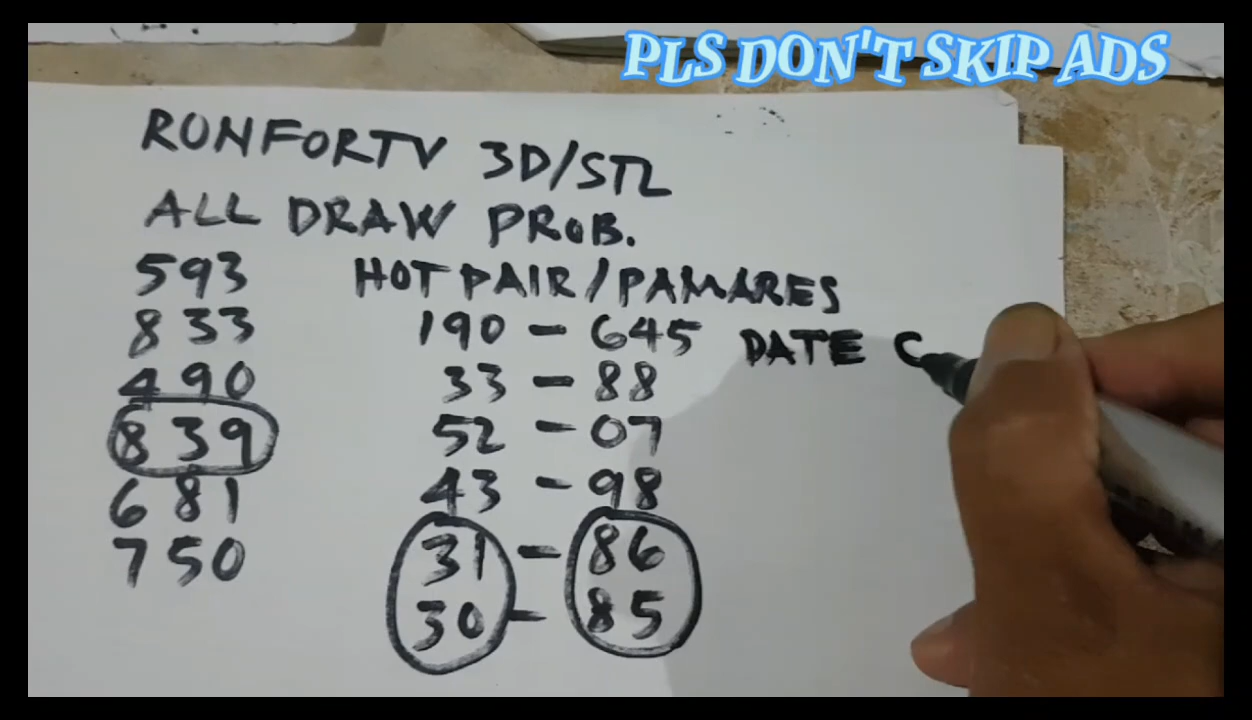 PLS DON'T SKIP ADS
RONFORTV 3D/STL
ALL DRAW PROB.
593
833
490
839
681
750
HOT PAIR/PAMARES
190 - 645
33 - 88
52 - 07
43 - 98
31 - 86
30 - 85
DATE C